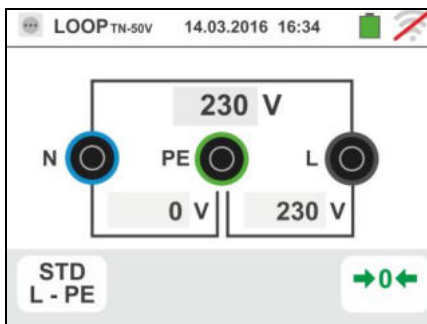 LOOP TN-50V 14.03.2016 16:34
230 V
N PE L
0 V 230 V
STD
L - PE
→0←